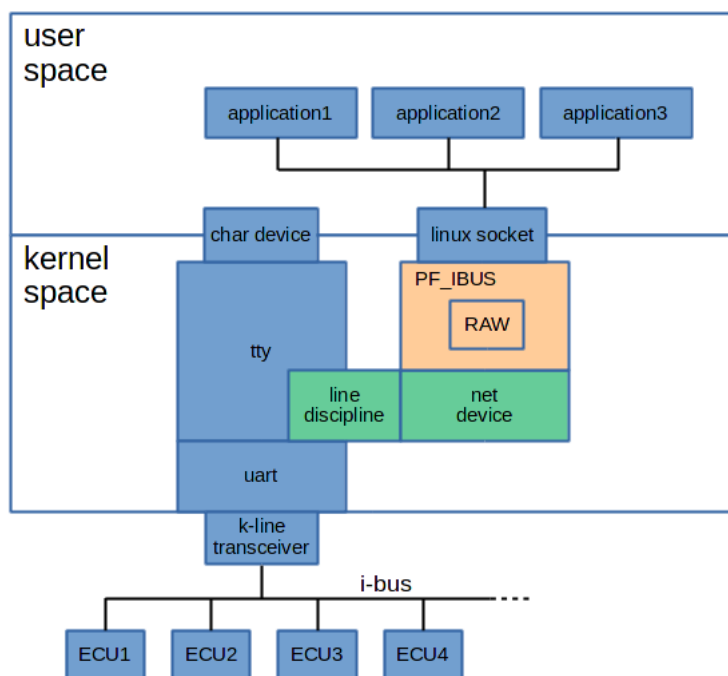 user
space
application1
application2
application3
char device
linux socket
kernel
space
PF_IBUS
RAW
tty
line
discipline
net
device
uart
k-line
transceiver
i-bus
ECU1
ECU2
ECU3
ECU4